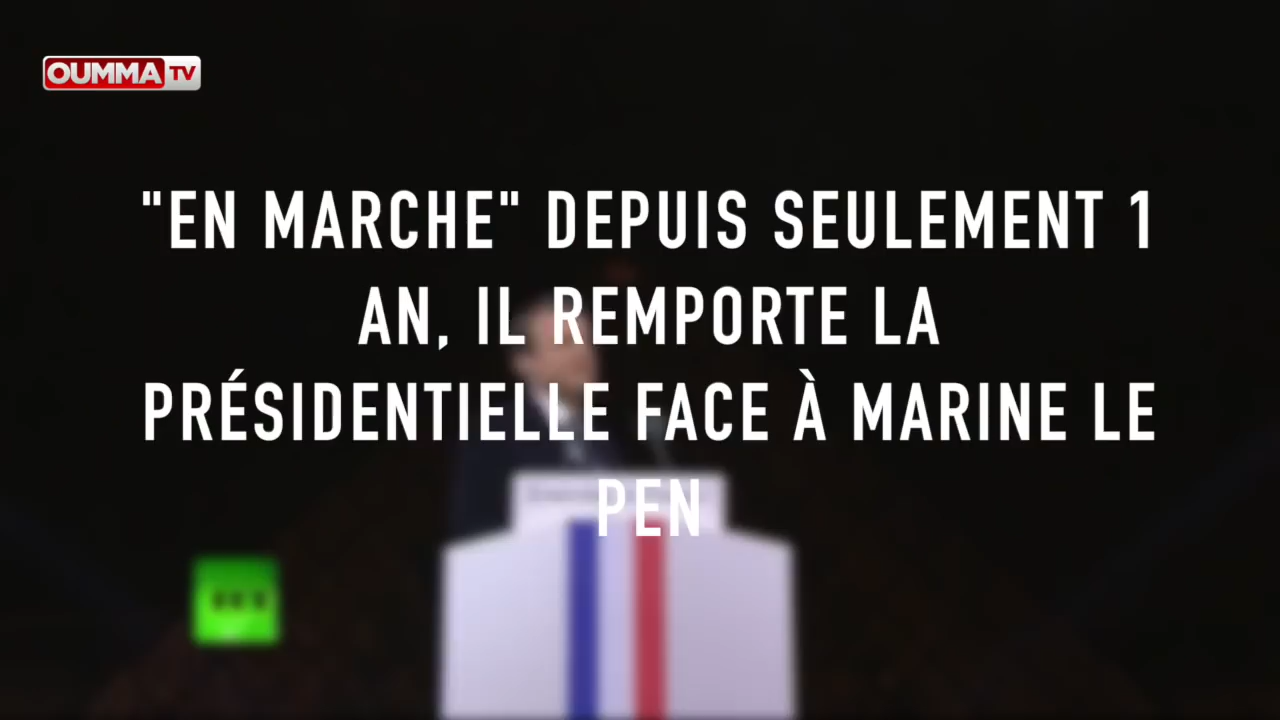 OUMMA TV
"EN MARCHE" DEPUIS SEULEMENT 1
AN, IL REMPORTE LA
PRÉSIDENTIELLE FACE À MARINE LE
PEN